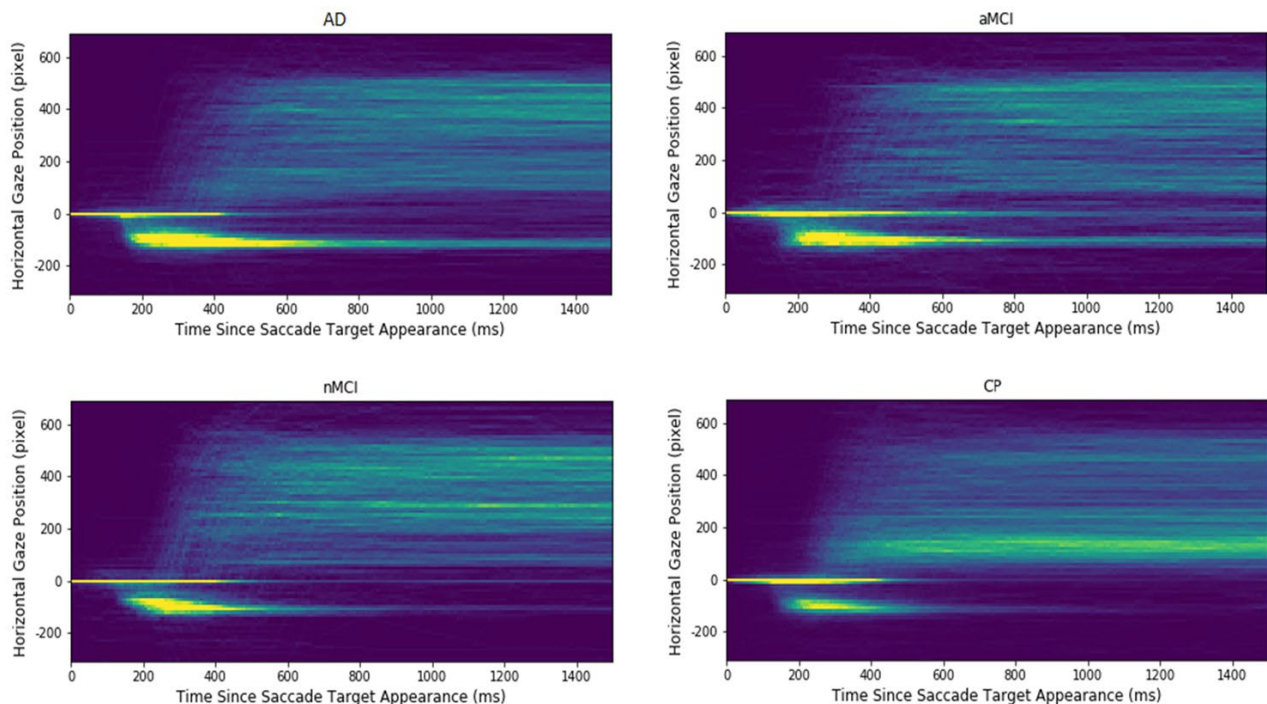 AD
Horizontal Gaze Position (pixel)
600
400
200
0
-200
0 200 400 600 800 1000 1200 1400
Time Since Saccade Target Appearance (ms)
aMCI
Horizontal Gaze Position (pixel)
600
400
200
0
-200
0 200 400 600 800 1000 1200 1400
Time Since Saccade Target Appearance (ms)
nMCI
Horizontal Gaze Position (pixel)
600
400
200
0
-200
0 200 400 600 800 1000 1200 1400
Time Since Saccade Target Appearance (ms)
CP
Horizontal Gaze Position (pixel)
600
400
200
0
-200
0 200 400 600 800 1000 1200 1400
Time Since Saccade Target Appearance (ms)